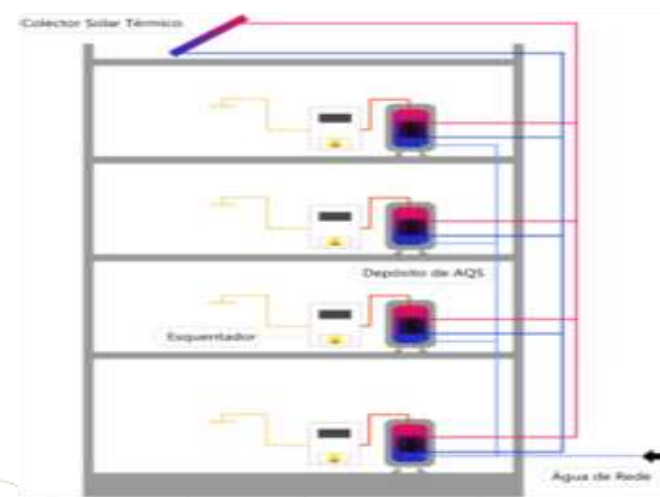 Colector Solar Térmico
Depósito de AQS
Esquentador
Água de Rede